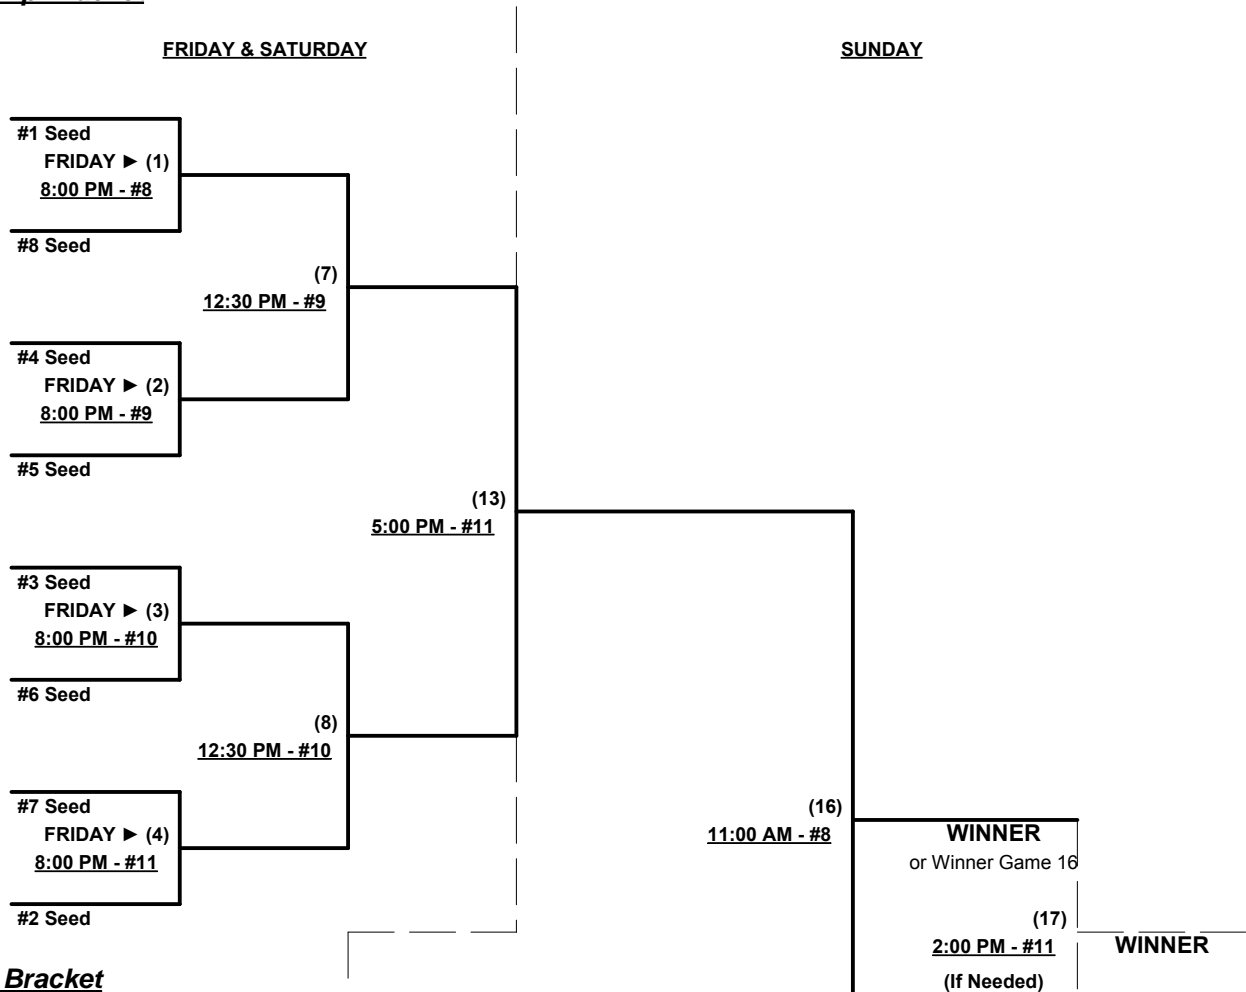 FRIDAY & SATURDAY
SUNDAY
#1 Seed
FRIDAY ► (1)
8:00 PM - #8
#8 Seed
(7)
12:30 PM - #9
#4 Seed
FRIDAY ► (2)
8:00 PM - #9
#5 Seed
(13)
5:00 PM - #11
#3 Seed
FRIDAY ► (3)
8:00 PM - #10
#6 Seed
(8)
12:30 PM - #10
#7 Seed
FRIDAY ► (4)
8:00 PM - #11
#2 Seed
(16)
11:00 AM - #8
WINNER
or Winner Game 16
(17)
2:00 PM - #11
WINNER
(If Needed)
Bracket